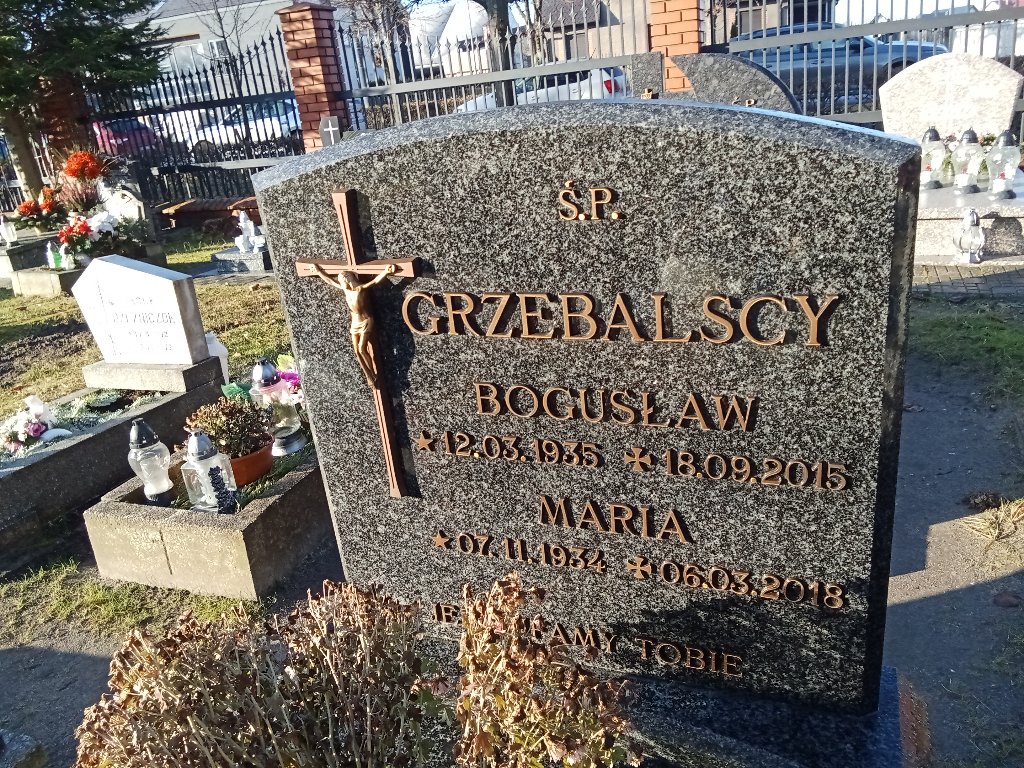 Ś.P.
GRZEBALSCY
BOGUSŁAW
★12.03.1935 ✠18.09.2015
MARIA
★07.11.1934 ✠06.03.2018
TOBIE